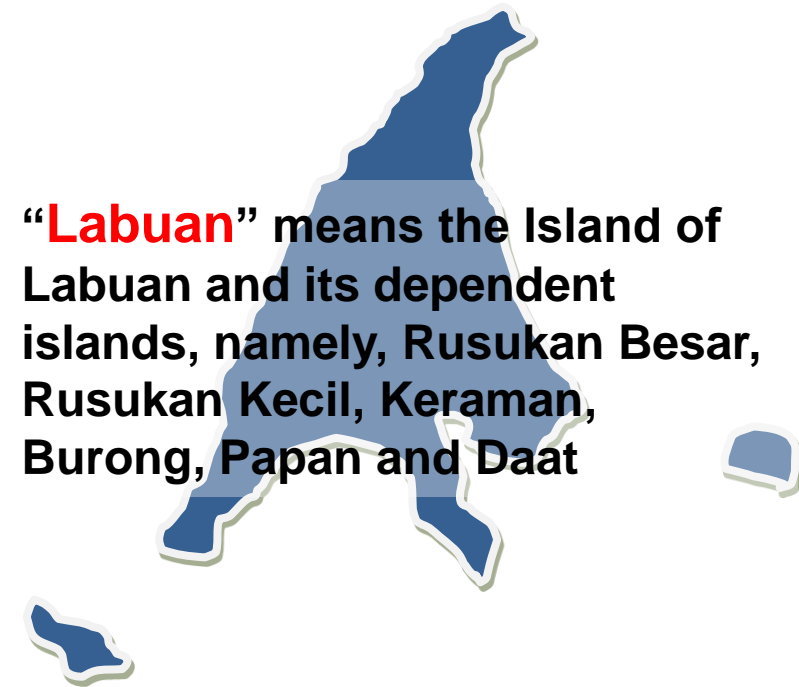 “Labuan” means the Island of
Labuan and its dependent
islands, namely, Rusukan Besar,
Rusukan Kecil, Keraman,
Burong, Papan and Daat